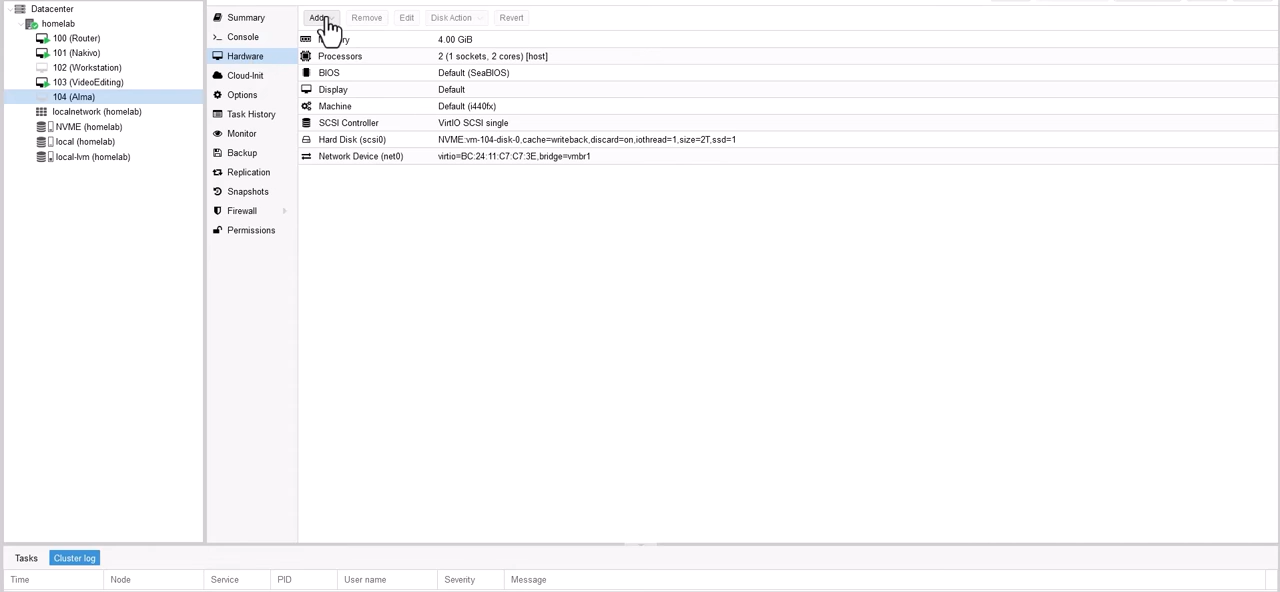 Datacenter
homelab
100 (Router)
101 (Nakivo)
102 (Workstation)
103 (VideoEditing)
104 (Alma)
localnetwork (homelab)
NVME (homelab)
local (homelab)
local-lvm (homelab)
Summary
Console
Hardware
Cloud-Init
Options
Task History
Monitor
Backup
Replication
Snapshots
Firewall
Permissions
Add Remove Edit Disk Action Revert
4.00 GiB
Processors 2 (1 sockets, 2 cores) [host]
BIOS Default (SeaBIOS)
Display Default
Machine Default (i440fx)
SCSI Controller VirtIO SCSI single
Hard Disk (scsi0) NVME:vm-104-disk-0,cache=writeback,discard=on,iothread=1,size=2T,ssd=1
Network Device (net0) virtio=BC:24:11:C7:C7:3E,bridge=vmbr1
Tasks Cluster log
Time Node Service PID User name Severity Message